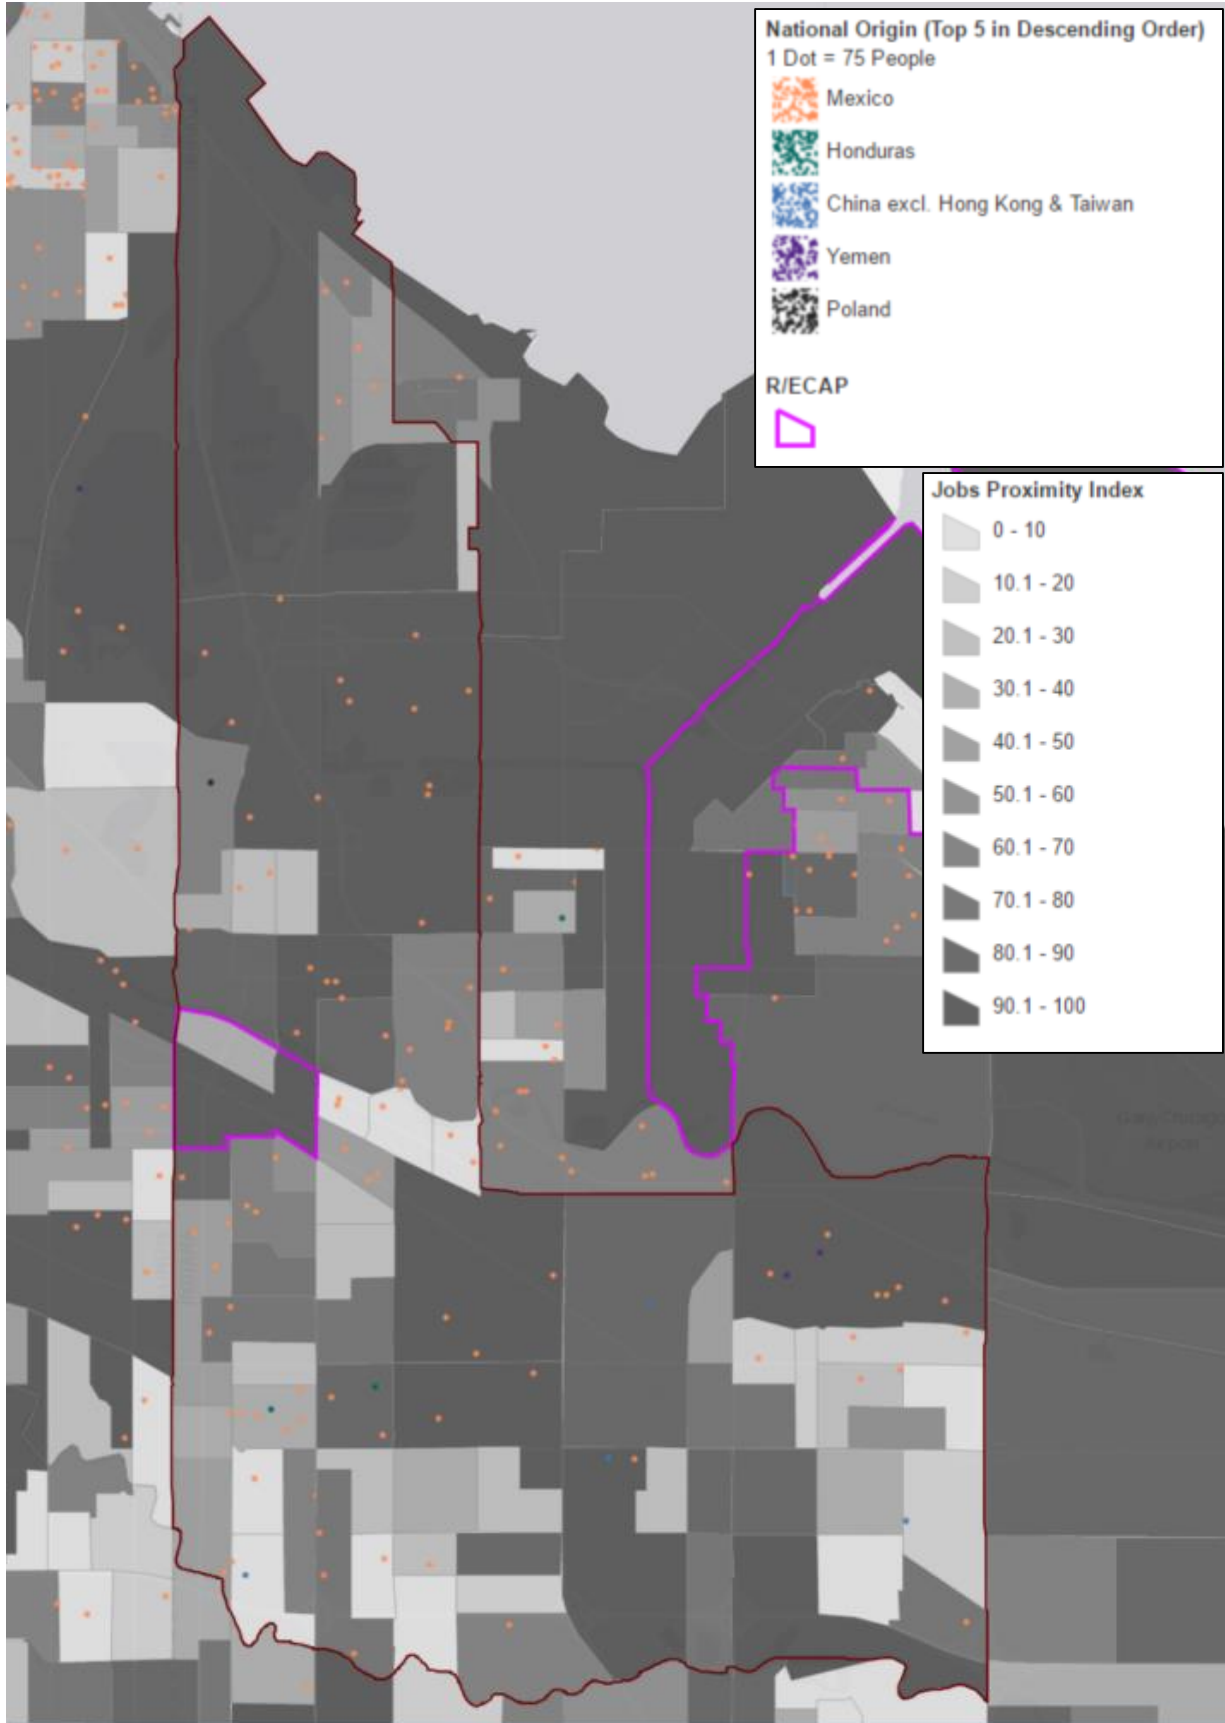 National Origin (Top 5 in Descending Order)
1 Dot = 75 People
Mexico
Honduras
China excl. Hong Kong & Taiwan
Yemen
Poland
R/ECAP
Jobs Proximity Index
0 - 10
10.1 - 20
20.1 - 30
30.1 - 40
40.1 - 50
50.1 - 60
60.1 - 70
70.1 - 80
80.1 - 90
90.1 - 100